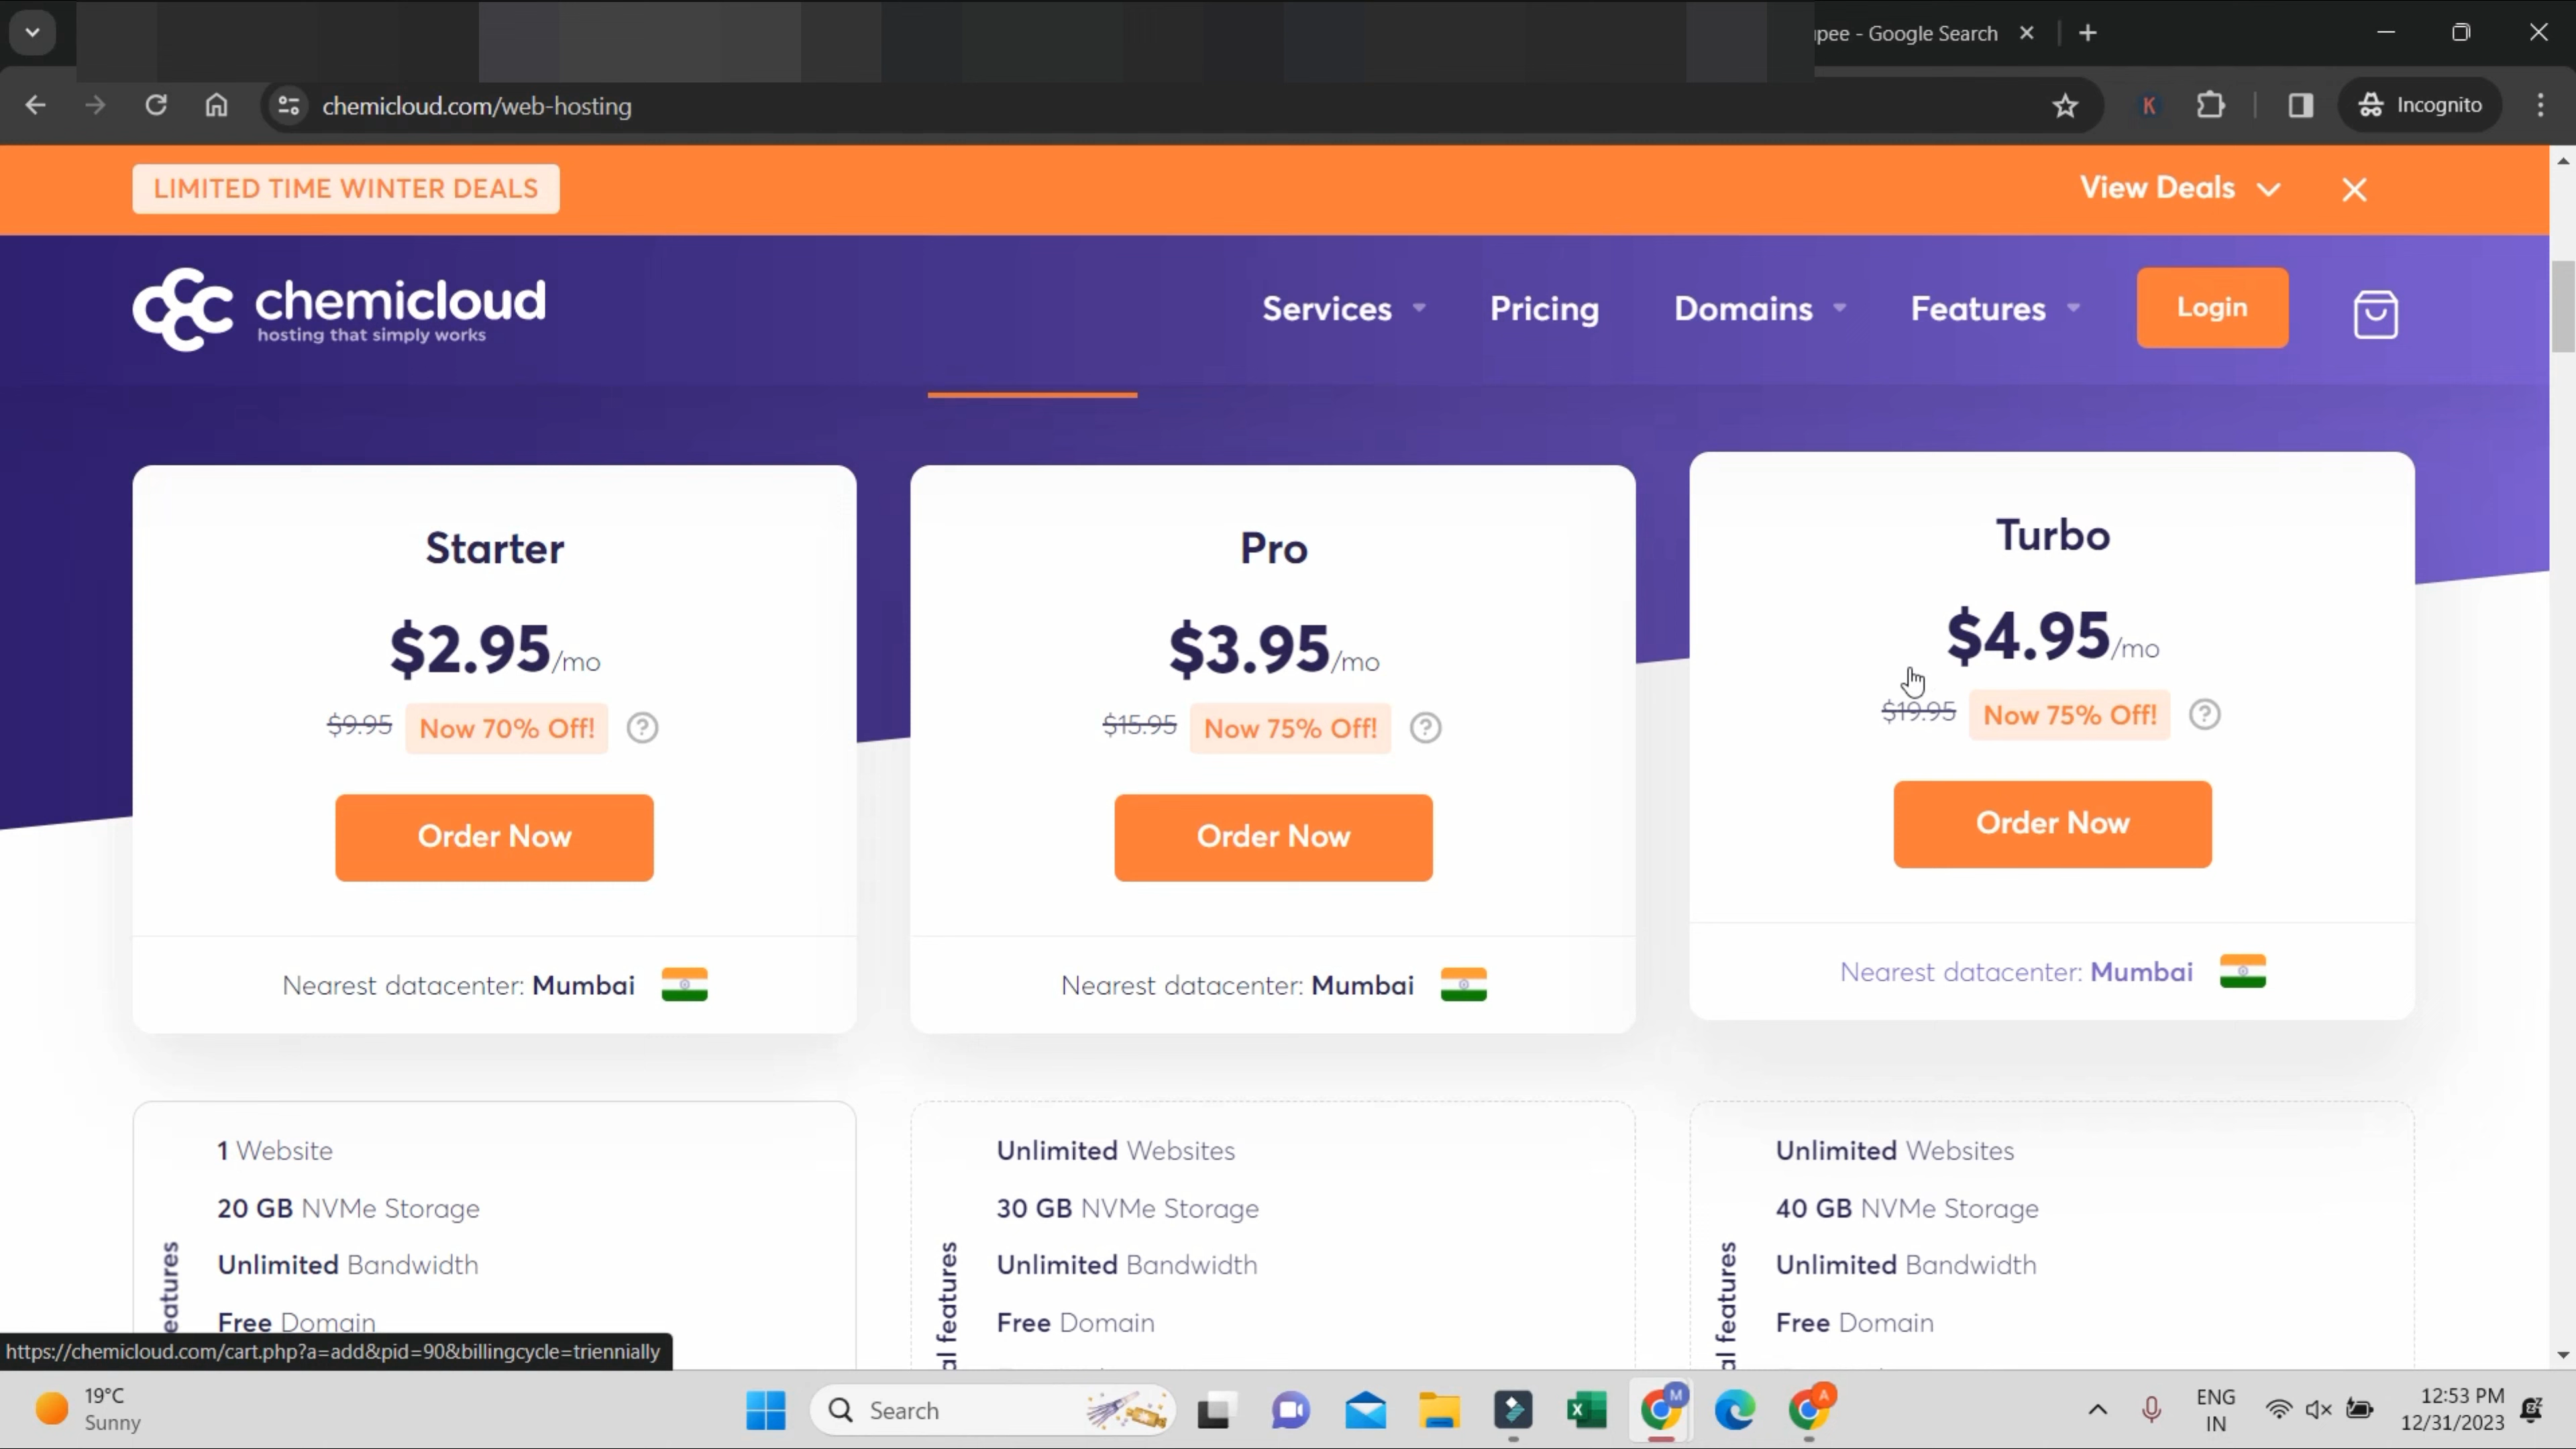 pee - Google Search
chemicloud.com/web-hosting
K
Incognito
LIMITED TIME WINTER DEALS
View Deals
chemicloud
hosting that simply works
Services
Pricing
Domains
Features
Login
Starter
$2.95/mo
$9.95 Now 70% Off! ?
Order Now
Nearest datacenter: Mumbai
Pro
$3.95/mo
$15.95 Now 75% Off! ?
Order Now
Nearest datacenter: Mumbai
Turbo
$4.95/mo
$19.95 Now 75% Off! ?
Order Now
Nearest datacenter: Mumbai
eatures
1 Website
20 GB NVMe Storage
Unlimited Bandwidth
Free Domain
al features
Unlimited Websites
30 GB NVMe Storage
Unlimited Bandwidth
Free Domain
al features
Unlimited Websites
40 GB NVMe Storage
Unlimited Bandwidth
Free Domain
https://chemicloud.com/cart.php?a=add&pid=90&billingcycle=triennially
19°C
Sunny
Search
M
A
ENG
IN
12:53 PM
12/31/2023